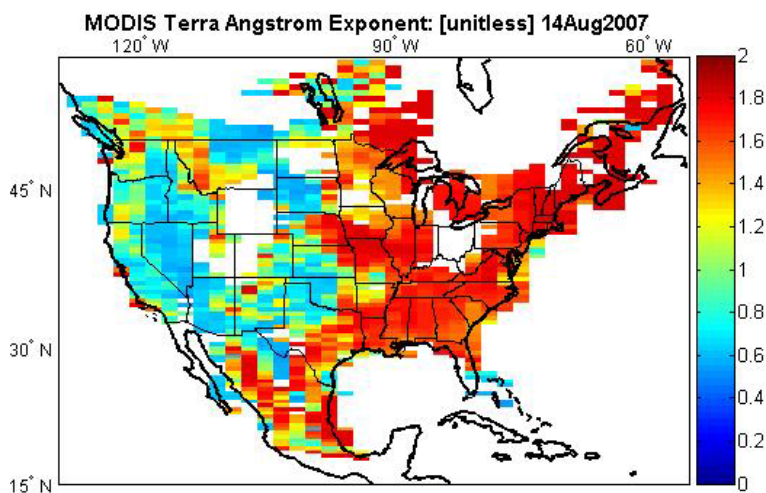 MODIS Terra Angstrom Exponent: [unitless] 14Aug2007
120° W 90° W 60° W
2
1.8
1.6
45° N
1.4
1.2
1
0.8
30° N
0.6
0.4
0.2
15° N 0